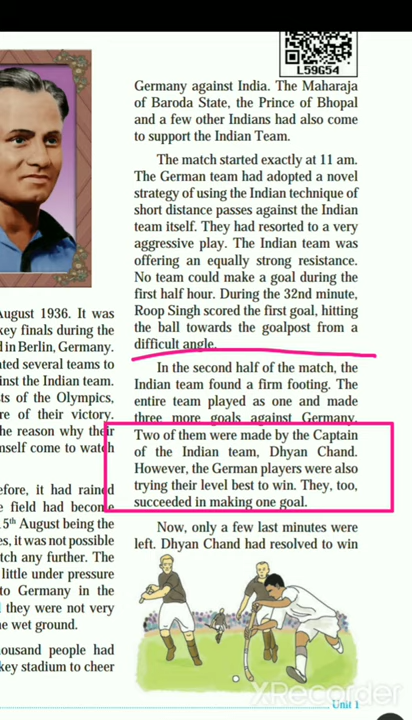 L59654
Germany against India. The Maharaja
of Baroda State, the Prince of Bhopal
and a few other Indians had also come
to support the Indian Team.
The match started exactly at 11 am.
The German team had adopted a novel
strategy of using the Indian technique of
short distance passes against the Indian
team itself. They had resorted to a very
aggressive play. The Indian team was
offering an equally strong resistance.
No team could make a goal during the
first half hour. During the 32nd minute,
Roop Singh scored the first goal, hitting
the ball towards the goalpost from a
difficult angle.
In the second half of the match, the
Indian team found a firm footing. The
entire team played as one and made
three more goals against Germany.
Two of them were made by the Captain
of the Indian team, Dhyan Chand.
However, the German players were also
trying their level best to win. They, too,
succeeded in making one goal.
Now, only a few last minutes were
left. Dhyan Chand had resolved to win
August 1936. It was
key finals during the
d in Berlin, Germany.
ated several teams to
inst the Indian team.
sts of the Olympics,
re of their victory.
he reason why their
mself come to watch
efore, it had rained
e field had become
15th August being the
es, it was not possible
tch any further. The
little under pressure
to Germany in the
they were not very
he wet ground.
housand people had
key stadium to cheer
Unit 1
XRecorder